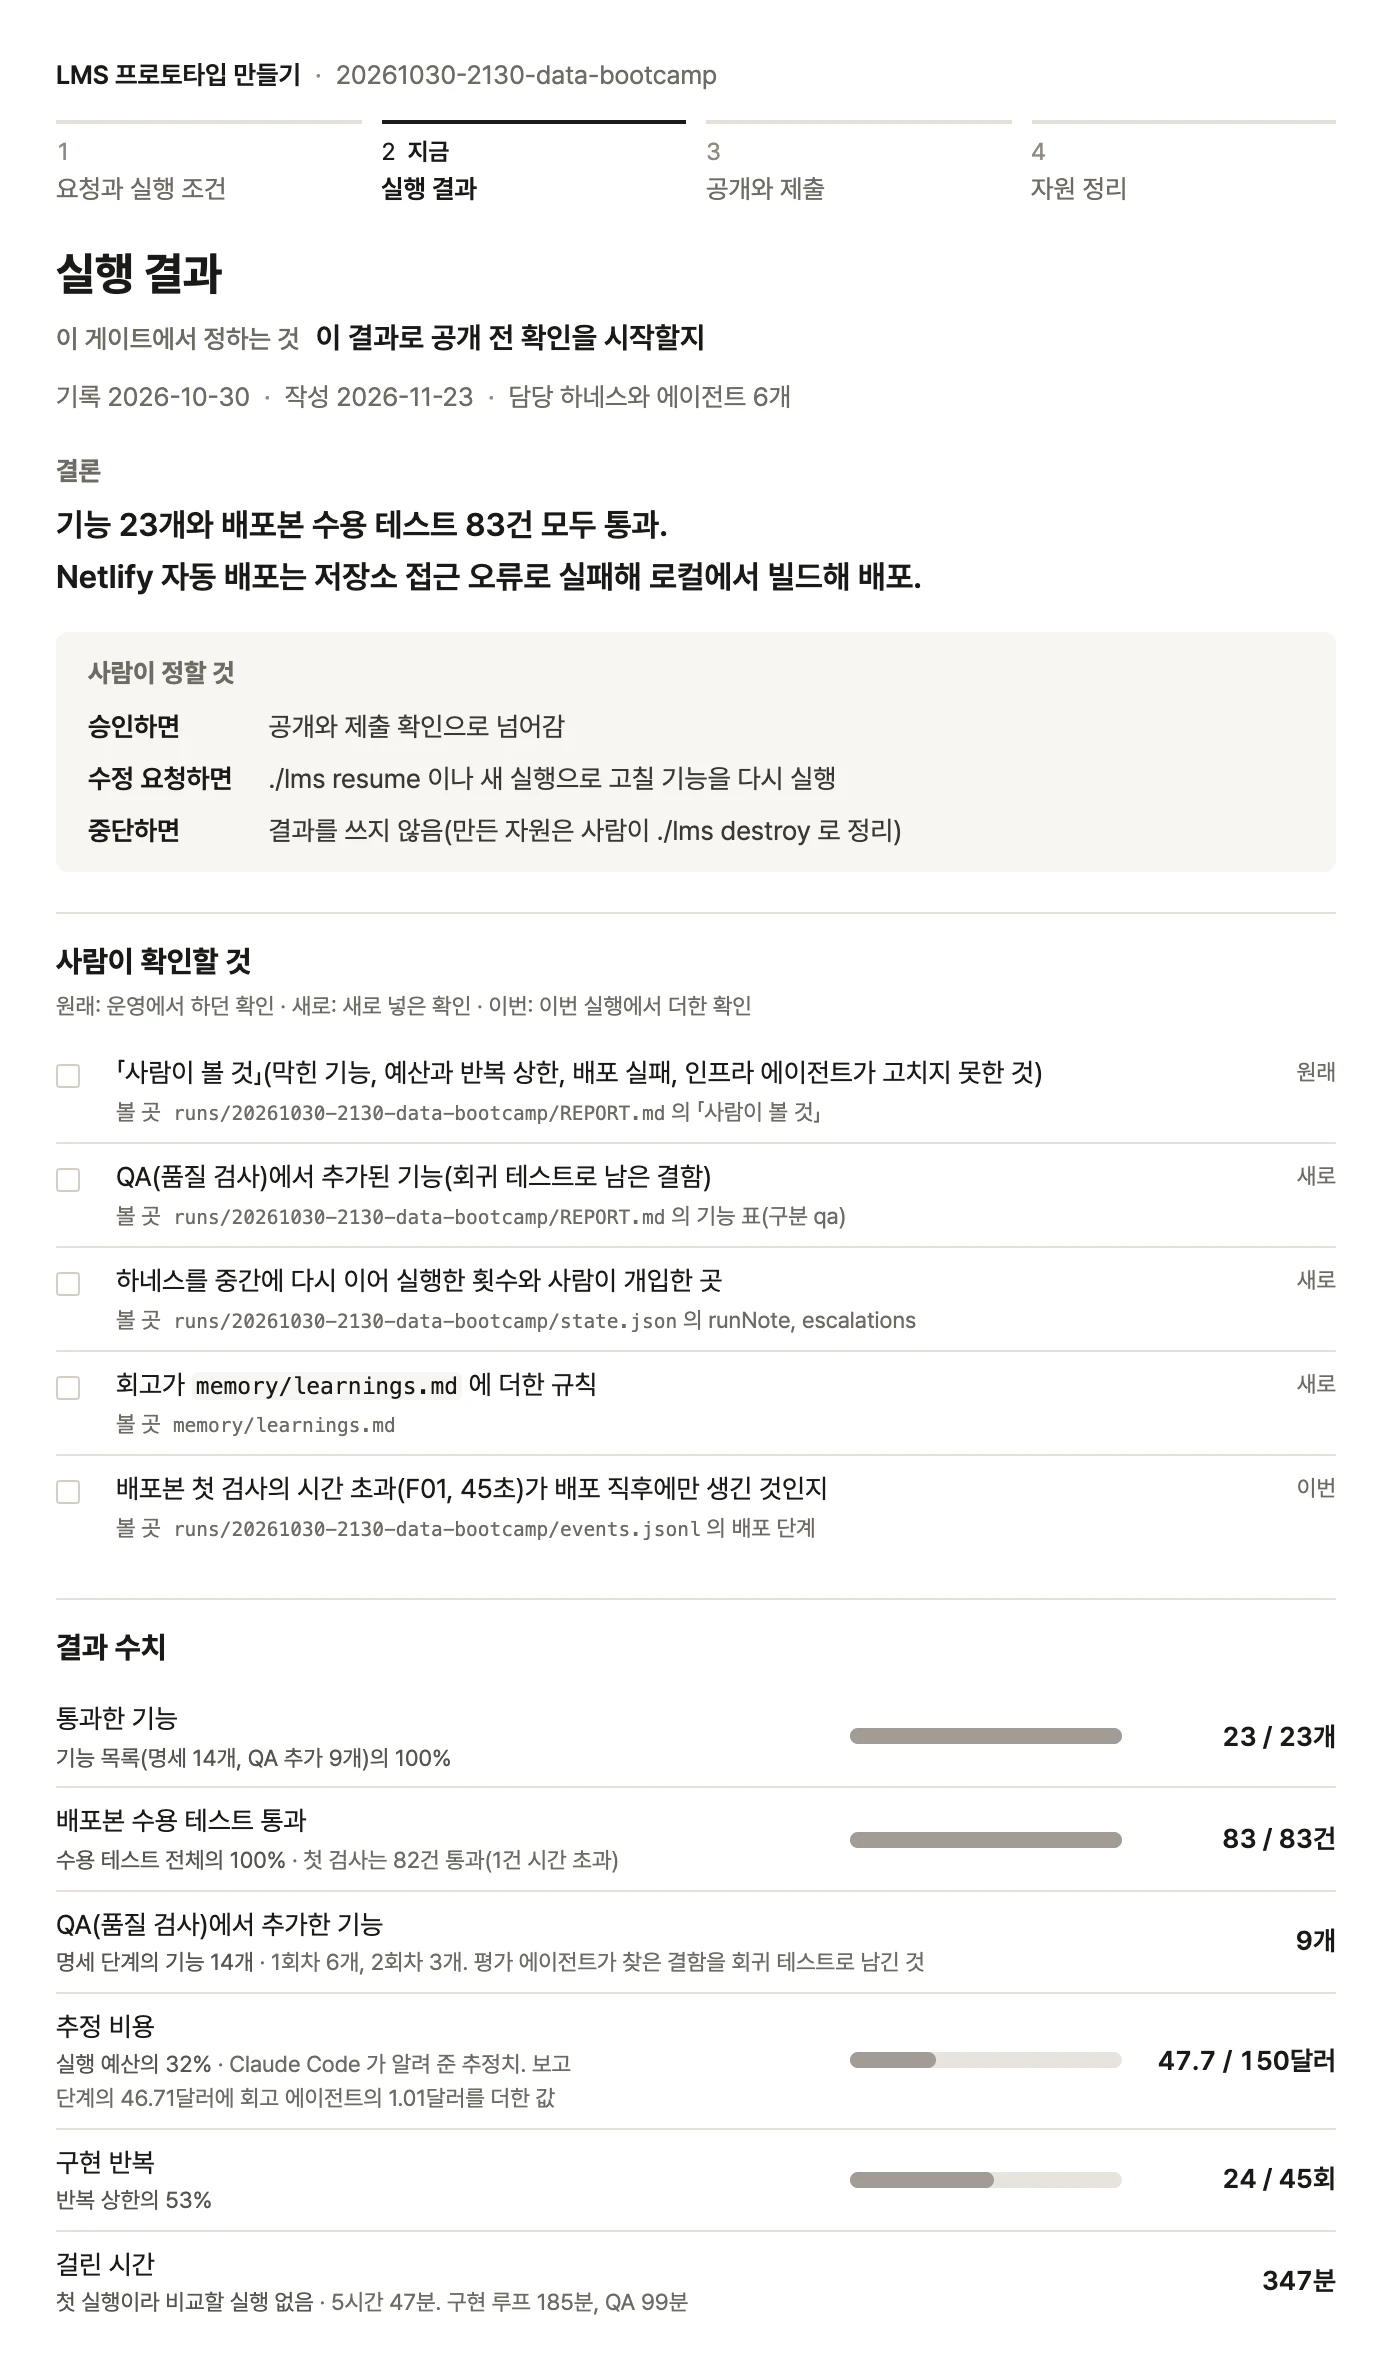 LMS 프로토타입 만들기 · 20261030-2130-data-bootcamp
1
요청과 실행 조건
2 지금
실행 결과
3
공개와 제출
4
자원 정리
실행 결과
이 게이트에서 정하는 것 이 결과로 공개 전 확인을 시작할지
기록 2026-10-30 · 작성 2026-11-23 · 담당 하네스와 에이전트 6개
결론
기능 23개와 배포본 수용 테스트 83건 모두 통과.
Netlify 자동 배포는 저장소 접근 오류로 실패해 로컬에서 빌드해 배포.
사람이 정할 것
승인하면 공개와 제출 확인으로 넘어감
수정 요청하면 ./lms resume 이나 새 실행으로 고칠 기능을 다시 실행
중단하면 결과를 쓰지 않음(만든 자원은 사람이 ./lms destroy 로 정리)
사람이 확인할 것
원래: 운영에서 하던 확인 · 새로: 새로 넣은 확인 · 이번: 이번 실행에서 더한 확인
「사람이 볼 것」(막힌 기능, 예산과 반복 상한, 배포 실패, 인프라 에이전트가 고치지 못한 것) 원래
볼 곳 runs/20261030-2130-data-bootcamp/REPORT.md 의 「사람이 볼 것」
QA(품질 검사)에서 추가된 기능(회귀 테스트로 남은 결함) 새로
볼 곳 runs/20261030-2130-data-bootcamp/REPORT.md 의 기능 표(구분 qa)
하네스를 중간에 다시 이어 실행한 횟수와 사람이 개입한 곳 새로
볼 곳 runs/20261030-2130-data-bootcamp/state.json 의 runNote, escalations
회고가 memory/learnings.md 에 더한 규칙 새로
볼 곳 memory/learnings.md
배포본 첫 검사의 시간 초과(F01, 45초)가 배포 직후에만 생긴 것인지 이번
볼 곳 runs/20261030-2130-data-bootcamp/events.jsonl 의 배포 단계
결과 수치
통과한 기능
기능 목록(명세 14개, QA 추가 9개)의 100%
23 / 23개
배포본 수용 테스트 통과
수용 테스트 전체의 100% · 첫 검사는 82건 통과(1건 시간 초과)
83 / 83건
QA(품질 검사)에서 추가한 기능
명세 단계의 기능 14개 · 1회차 6개, 2회차 3개. 평가 에이전트가 찾은 결함을 회귀 테스트로 남긴 것
9개
추정 비용
실행 예산의 32% · Claude Code 가 알려 준 추정치. 보고
단계의 46.71달러에 회고 에이전트의 1.01달러를 더한 값
47.7 / 150달러
구현 반복
반복 상한의 53%
24 / 45회
걸린 시간
첫 실행이라 비교할 실행 없음 · 5시간 47분. 구현 루프 185분, QA 99분
347분